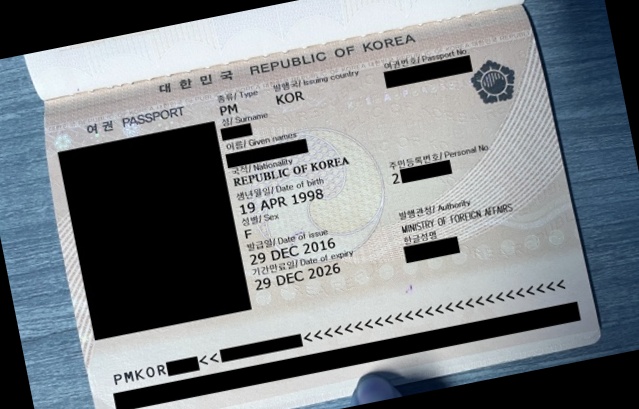 대한민국 REPUBLIC OF KOREA
여권 PASSPORT
종류/ Type 발행국/ Issuing country 여권번호/ Passport No
PM KOR
성/ Surname
이름/ Given names
국적/ Nationality
REPUBLIC OF KOREA
주민등록번호/ Personal No
2
생년월일/ Date of birth
19 APR 1998
성별/ Sex
F
발행관청/ Authority
MINISTRY OF FOREIGN AFFAIRS
발급일/ Date of issue
29 DEC 2016
한글성명
기간만료일/ Date of expiry
29 DEC 2026
PMKOR<<<<<<<<<<<<<<<<<<<<<<<<<<<<